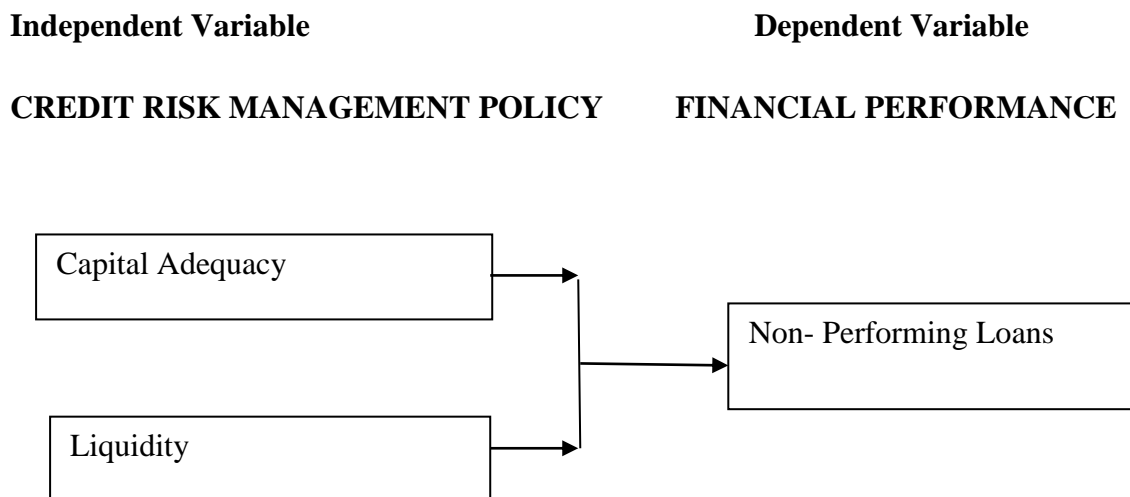 Independent Variable Dependent Variable
CREDIT RISK MANAGEMENT POLICY FINANCIAL PERFORMANCE
Capital Adequacy
Non- Performing Loans
Liquidity